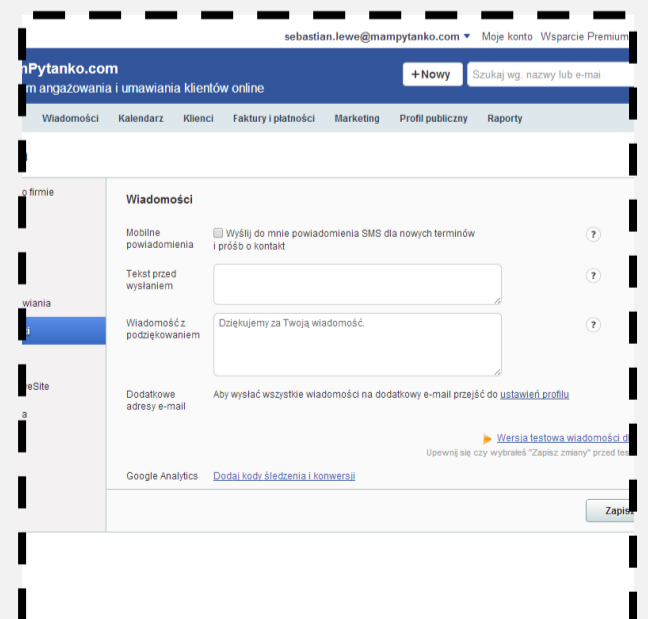 sebastian.lewe@mampytanko.com Moje konto Wsparcie Premium
Pytanko.com
angażowania i umawiania klientów online
+Nowy Szukaj wg. nazwy lub e-mai
Wiadomości Kalendarz Klienci Faktury i płatności Marketing Profil publiczny Raporty
o firmie
Wiadomości
Mobilne powiadomienia
Wyślij do mnie powiadomienia SMS dla nowych terminów
i próśb o kontakt
?
Tekst przed
wysłaniem
?
wiania
Wiadomość z
podziękowaniem
Dziękujemy za Twoją wiadomość.
?
eSite
Dodatkowe
adresy e-mail
Aby wysłać wszystkie wiadomości na dodatkowy e-mail przejść do ustawień profilu
a
Wersja testowa wiadomości d
Upewnij się czy wybrałeś "Zapisz zmiany" przed tes
Google Analytics Dodaj kody śledzenia i konwersji
Zapisz